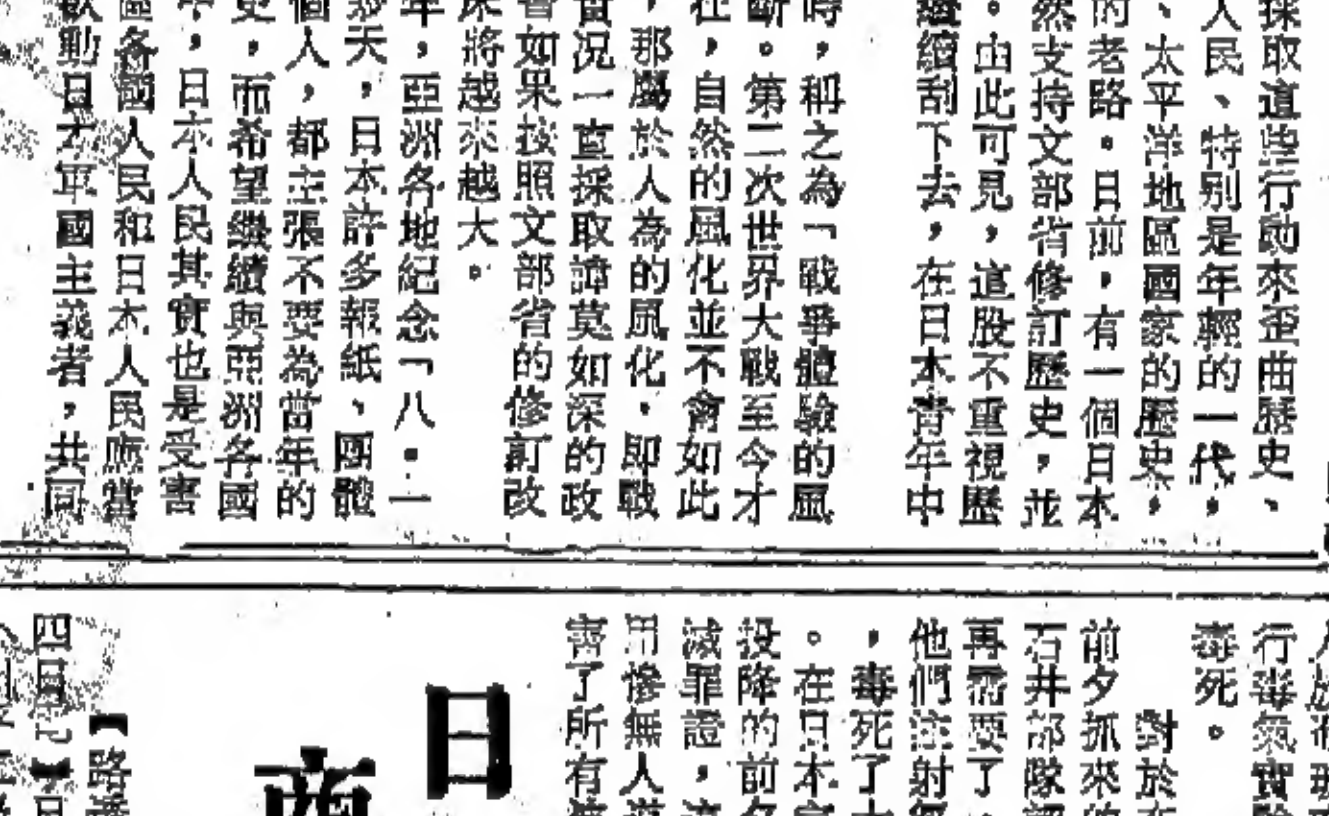 採取這些行動來歪曲歷史、
人民、特別是年輕的一代，
、太平洋地區國家的歷史，
的老路。日前，有一個日本
然支持文部省修訂歷史，並
。由此可見，這股不重視歷
繼續刮下去，在日本青年中
時，稱之為「戰爭體驗的風
斷。第二次世界大戰至今才
在，自然的風化並不會如此
，那屬於人為的風化，即戰
實況一直採取諱莫如深的政
書如果按照文部省的修訂改
將越來越大。
年，亞洲各地紀念「八·一
天，日本許多報紙、團體
個人，都主張不要為當年的
，而希望繼續與亞洲各國
，日本人民其實也是受害
區各國人民和日本人民應當
動日本軍國主義者，共同
行毒氣實驗
毒死。
對於在
前夕抓來的
石井部隊認
再需要了，
他們注射
，毒死了
。在日本
投降的前夕
滅罪證，
用慘無人道
害了所有
日
商
【路透
四日